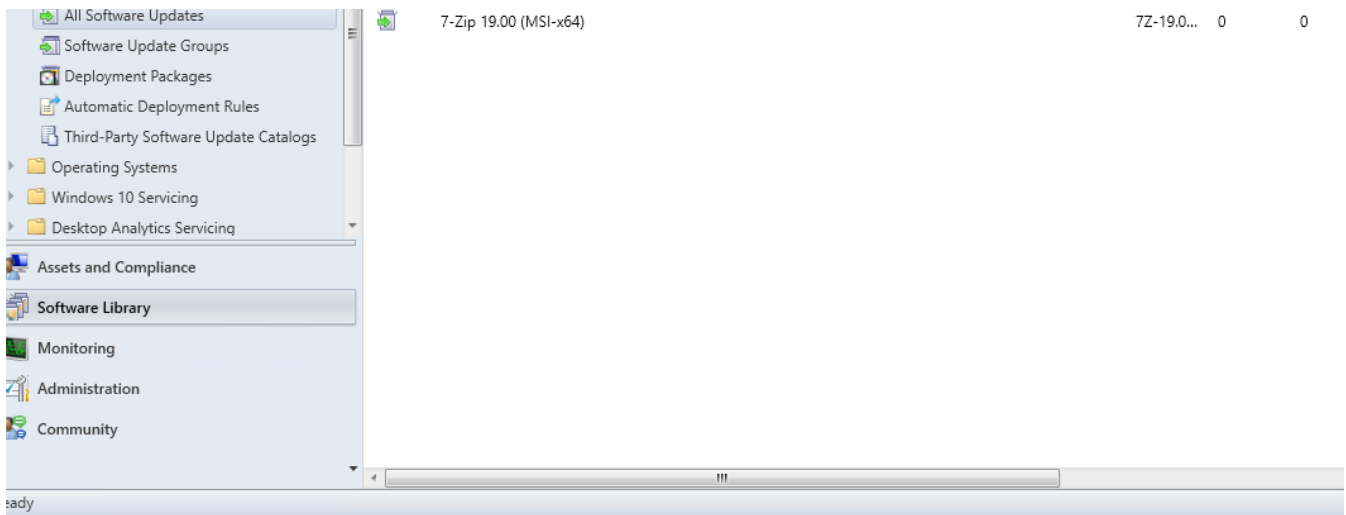 All Software Updates
7-Zip 19.00 (MSI-x64) 7Z-19.0... 0 0
Software Update Groups
Deployment Packages
Automatic Deployment Rules
Third-Party Software Update Catalogs
Operating Systems
Windows 10 Servicing
Desktop Analytics Servicing
Assets and Compliance
Software Library
Monitoring
Administration
Community
eady